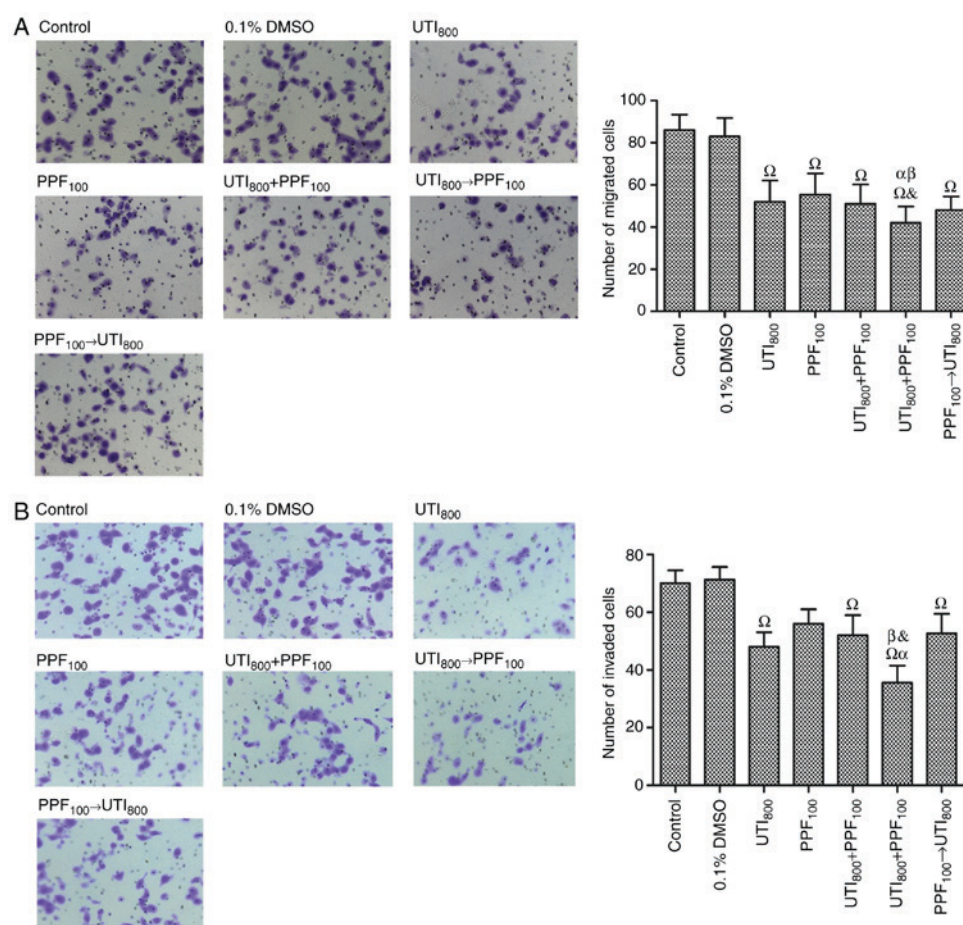 A
Control
0.1% DMSO
UTI₈₀₀
PPF₁₀₀
UTI₈₀₀+PPF₁₀₀
UTI₈₀₀→PPF₁₀₀
PPF₁₀₀→UTI₈₀₀
Number of migrated cells
100
80
60
40
20
0
Ω
Ω
Ω
αβ
Ω&
Ω
Control
0.1% DMSO
UTI₈₀₀
PPF₁₀₀
UTI₈₀₀+PPF₁₀₀
UTI₈₀₀+PPF₁₀₀
PPF₁₀₀→UTI₈₀₀
B
Control
0.1% DMSO
UTI₈₀₀
PPF₁₀₀
UTI₈₀₀+PPF₁₀₀
UTI₈₀₀→PPF₁₀₀
PPF₁₀₀→UTI₈₀₀
Number of invaded cells
80
60
40
20
0
Ω
Ω
β&
Ωα
Ω
Control
0.1% DMSO
UTI₈₀₀
PPF₁₀₀
UTI₈₀₀+PPF₁₀₀
UTI₈₀₀+PPF₁₀₀
PPF₁₀₀→UTI₈₀₀